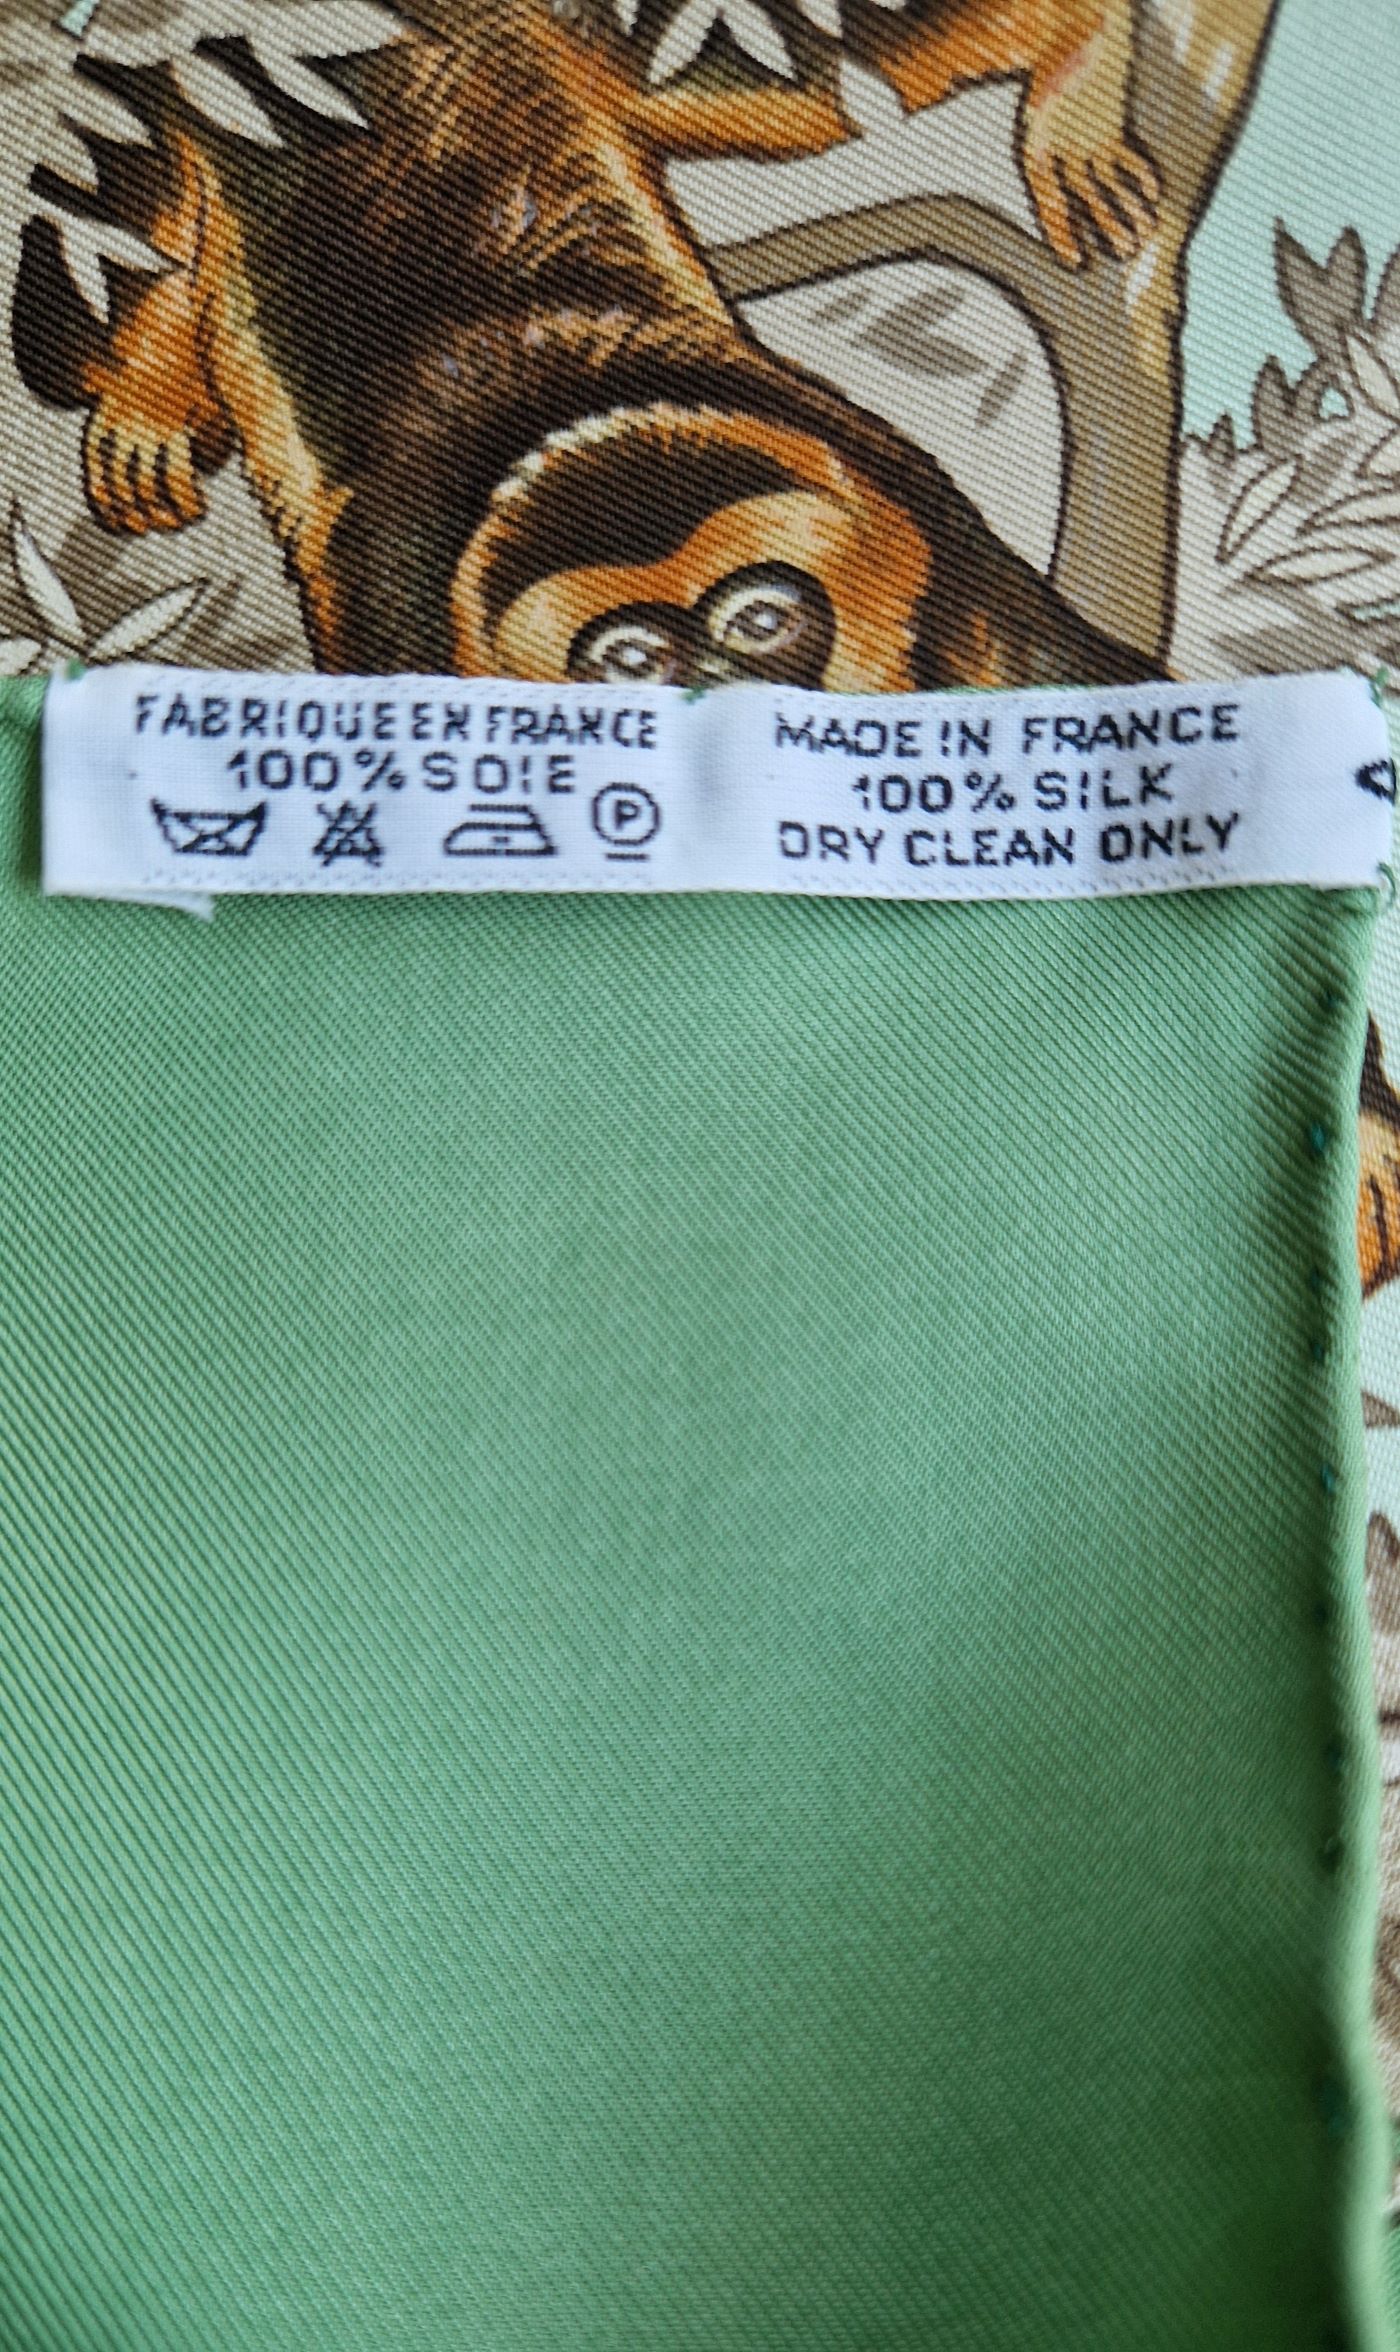 FABRIQUE EN FRANCE
100% SOIE
P
MADE IN FRANCE
100% SILK
DRY CLEAN ONLY
A